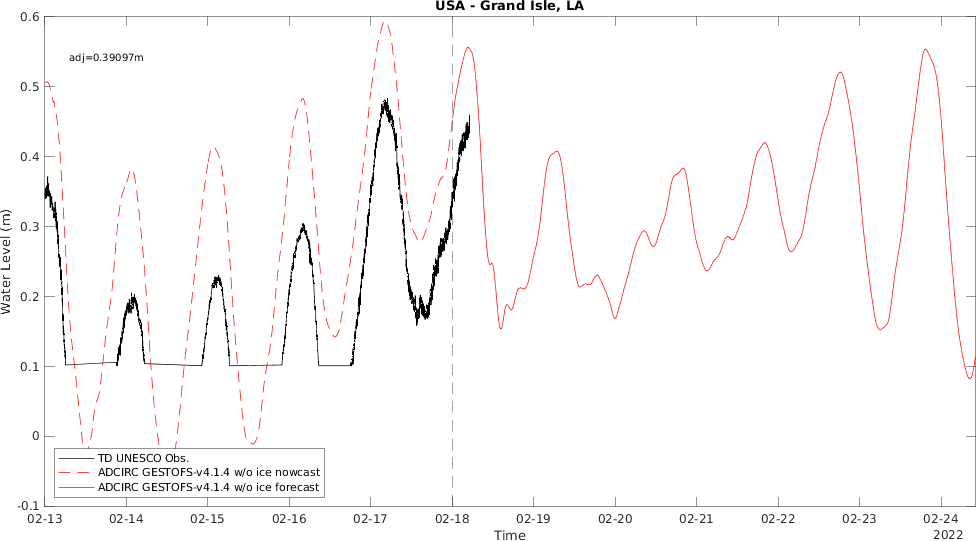 USA - Grand Isle, LA
adj=0.39097m
0.6
0.5
0.4
0.3
0.2
0.1
0
-0.1
Water Level (m)
TD UNESCO Obs.
ADCIRC GESTOFS-v4.1.4 w/o ice nowcast
ADCIRC GESTOFS-v4.1.4 w/o ice forecast
02-13 02-14 02-15 02-16 02-17 02-18 02-19 02-20 02-21 02-22 02-23 02-24
Time
2022